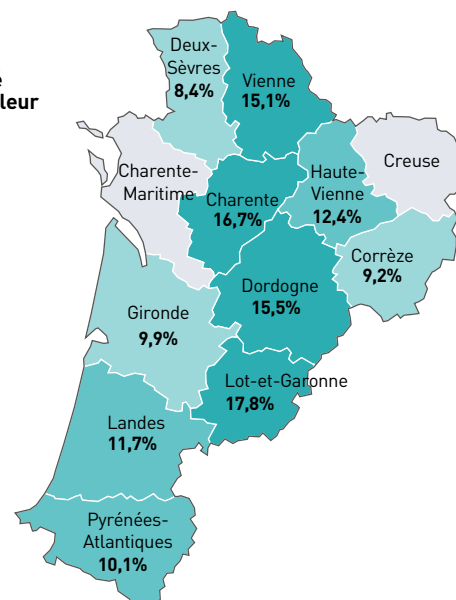 leur
Deux-
Sèvres
8,4%
Vienne
15,1%
Charente-
Maritime
Charente
16,7%
Haute-
Vienne
12,4%
Creuse
Corrèze
9,2%
Dordogne
15,5%
Gironde
9,9%
Lot-et-Garonne
17,8%
Landes
11,7%
Pyrénées-
Atlantiques
10,1%